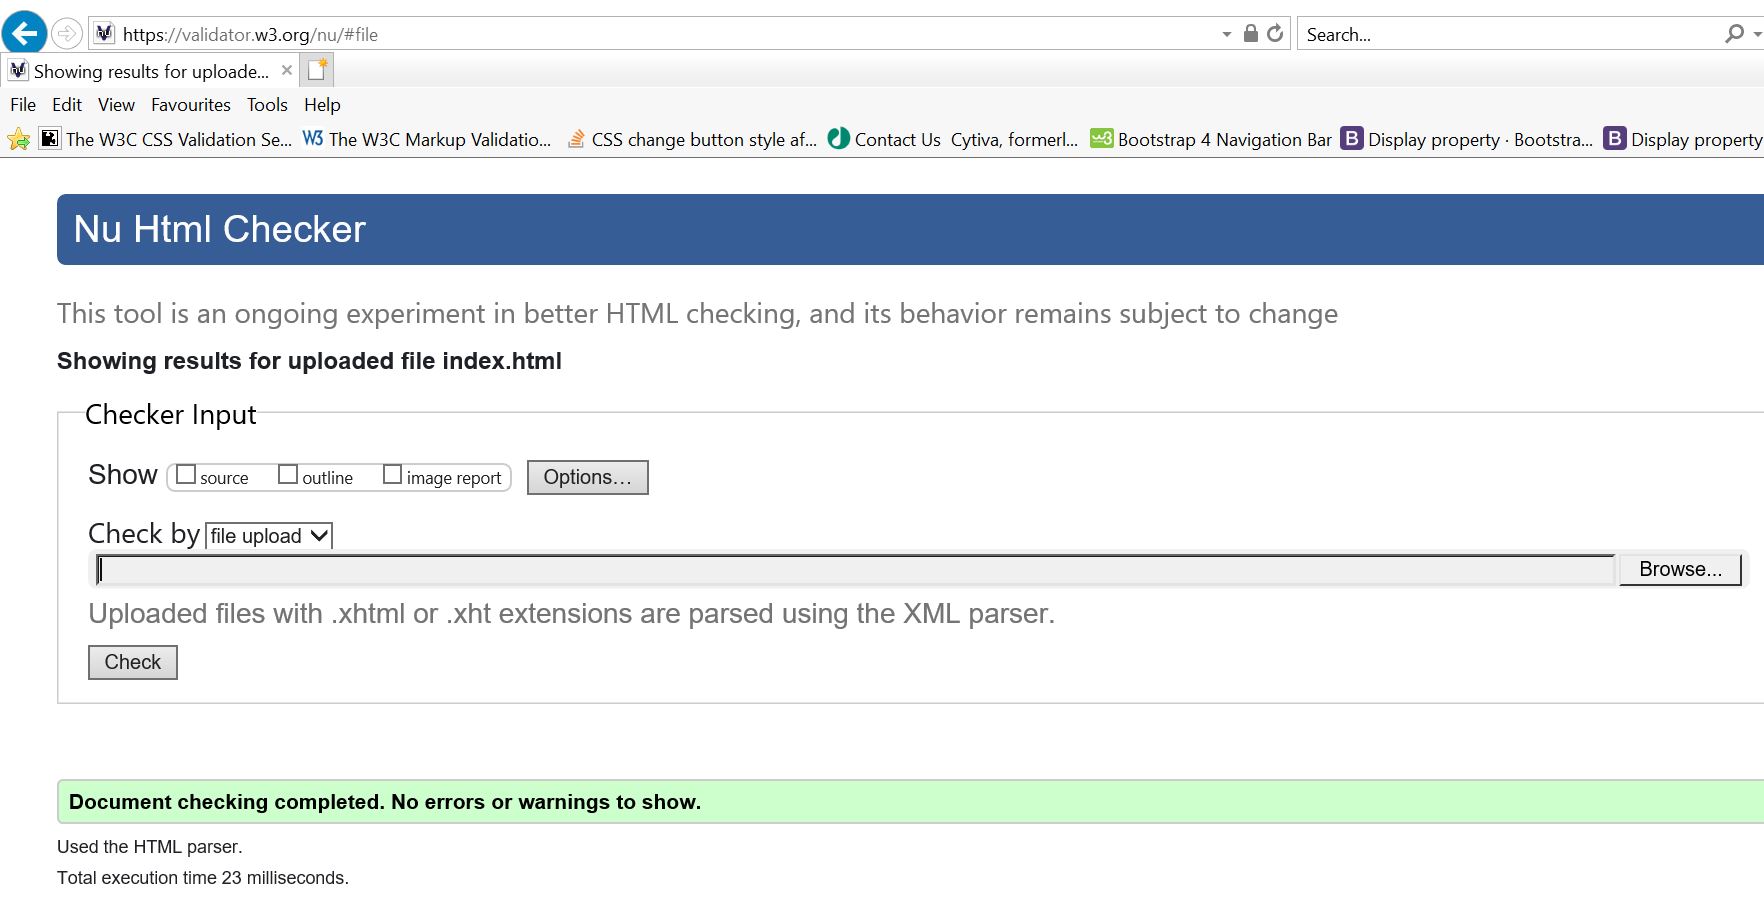 https://validator.w3.org/nu/#file
Search...
Showing results for uploade...
File Edit View Favourites Tools Help
The W3C CSS Validation Se... The W3C Markup Validatio... CSS change button style af... Contact Us Cytiva, formerl... Bootstrap 4 Navigation Bar Display property · Bootstra... Display property
Nu Html Checker
This tool is an ongoing experiment in better HTML checking, and its behavior remains subject to change
Showing results for uploaded file index.html
Checker Input
Show source outline image report Options...
Check by file upload
Browse...
Uploaded files with .xhtml or .xht extensions are parsed using the XML parser.
Check
Document checking completed. No errors or warnings to show.
Used the HTML parser.
Total execution time 23 milliseconds.